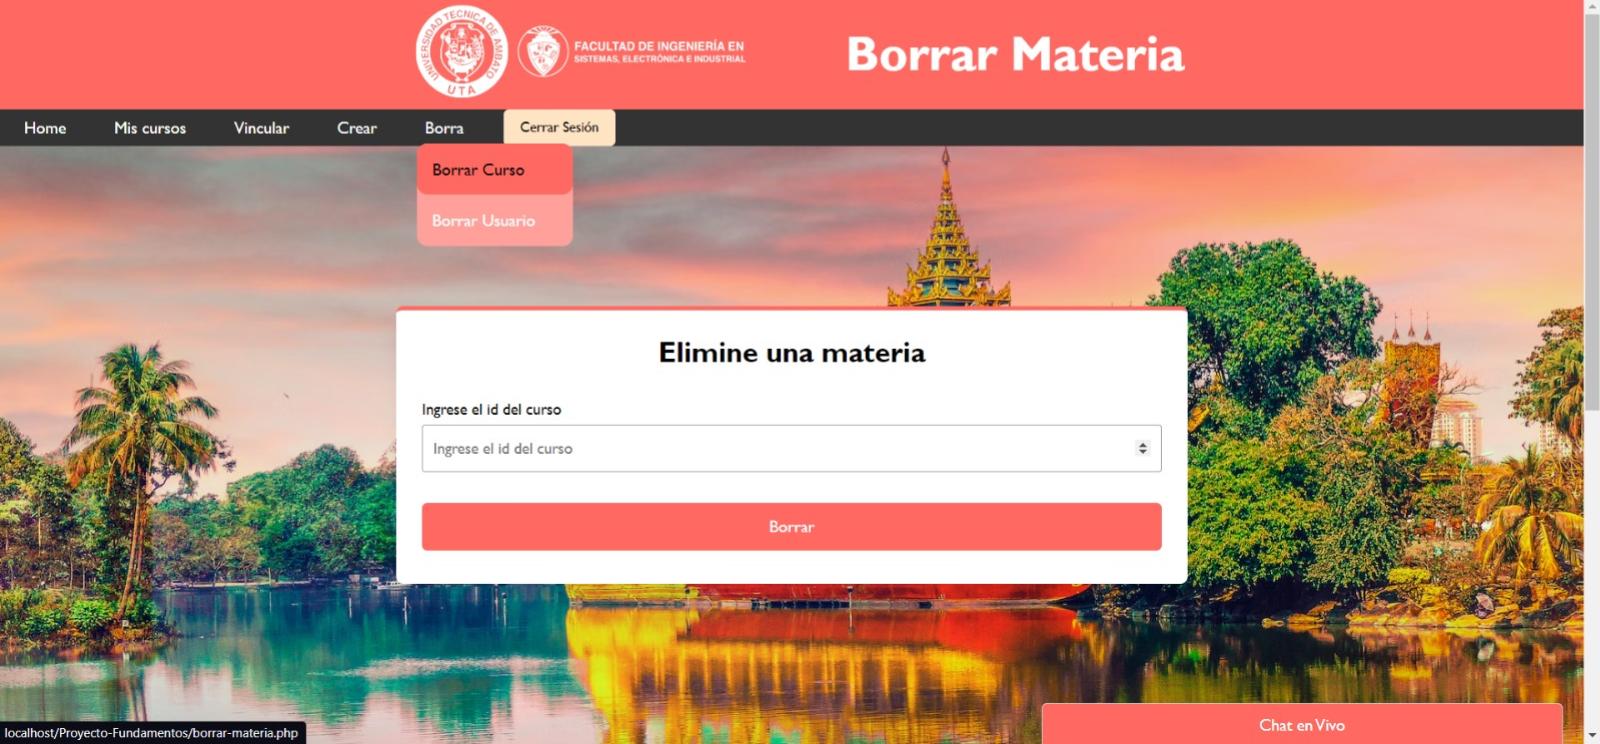 UNIVERSIDAD TECNICA DE AMBATO
UTA
FACULTAD DE INGENIERÍA EN
SISTEMAS, ELECTRÓNICA E INDUSTRIAL
Borrar Materia
Home
Mis cursos
Vincular
Crear
Borra
Cerrar Sesión
Borrar Curso
Borrar Usuario
Elimine una materia
Ingrese el id del curso
Ingrese el id del curso
Borrar
Chat en Vivo
localhost/Proyecto-Fundamentos/borrar-materia.php